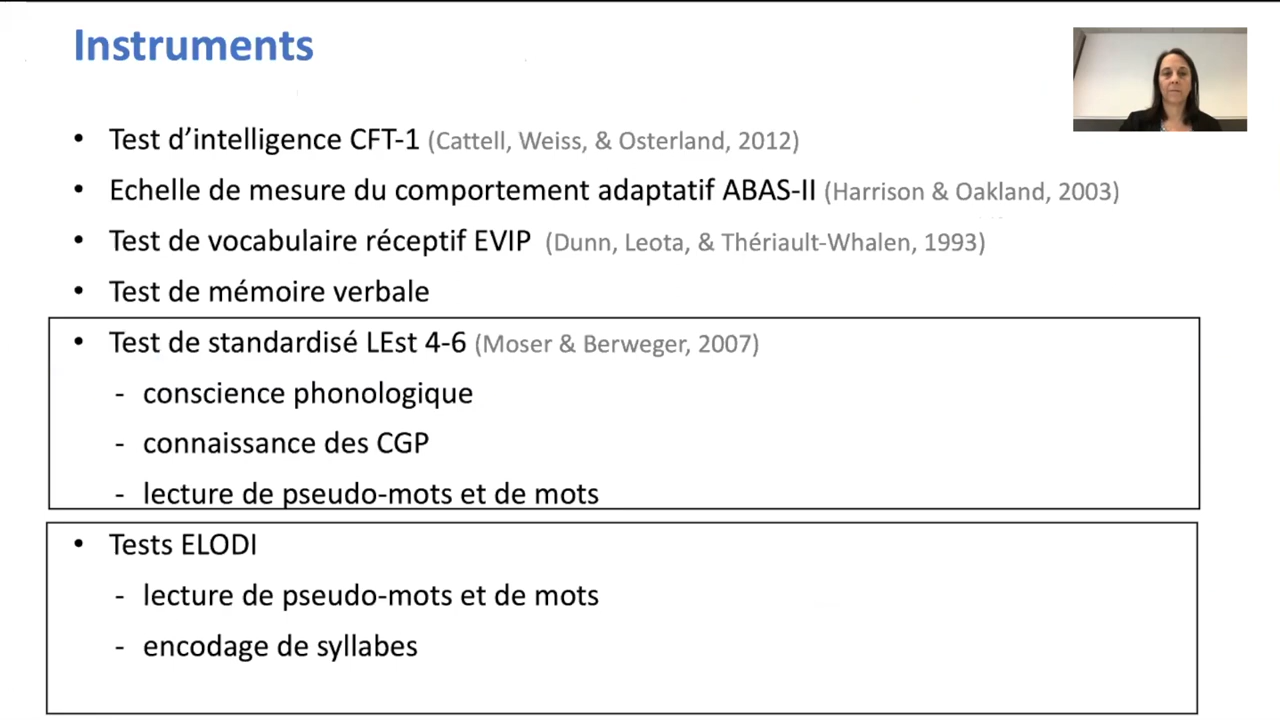 Instruments
• Test d’intelligence CFT-1 (Cattell, Weiss, & Osterland, 2012)
• Echelle de mesure du comportement adaptatif ABAS-II (Harrison & Oakland, 2003)
• Test de vocabulaire réceptif EVIP (Dunn, Leota, & Thériault-Whalen, 1993)
• Test de mémoire verbale
• Test de standardisé LEst 4-6 (Moser & Berweger, 2007)
- conscience phonologique
- connaissance des CGP
- lecture de pseudo-mots et de mots
• Tests ELODI
- lecture de pseudo-mots et de mots
- encodage de syllabes